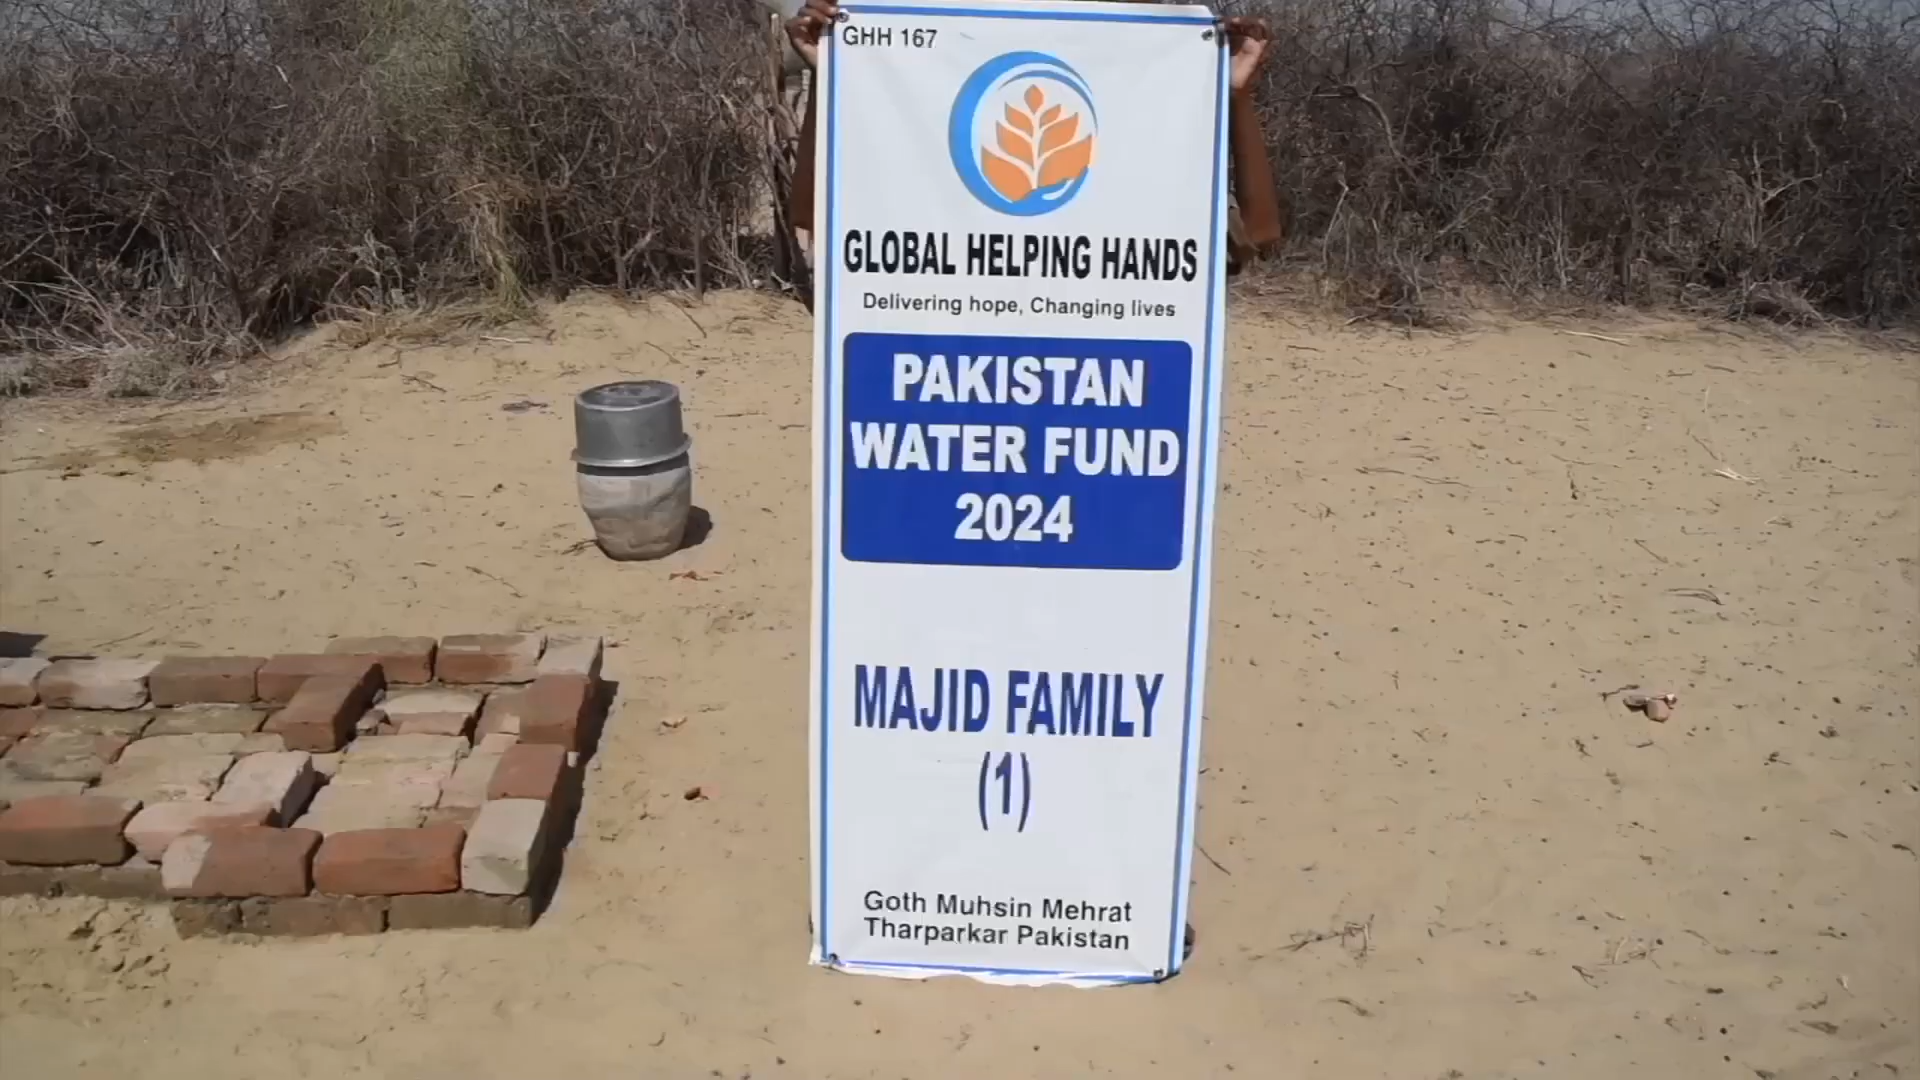 GHH 167
GLOBAL HELPING HANDS
Delivering hope, Changing lives
PAKISTAN
WATER FUND
2024
MAJID FAMILY
(1)
Goth Muhsin Mehrat
Tharparkar Pakistan